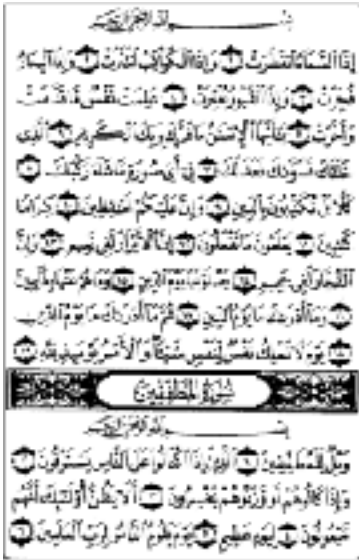 بسم الله الرحمن الرحيم
إذا السماء انفطرت ١ وإذا الكواكب انتثرت ٢ وإذا البحار
فجرت ٣ وإذا القبور بعثرت ٤ علمت نفس ما قدمت
وأخرت ٥ يا أيها الإنسان ما غرك بربك الكريم ٦ الذي
خلقك فسواك فعدلك ٧ في أي صورة ما شاء ركبك ٨
كلا بل تكذبون بالدين ٩ وإن عليكم لحافظين ١٠ كراما
كاتبين ١١ يعلمون ما تفعلون ١٢ إن الأبرار لفي نعيم ١٣ وإن
الفجار لفي جحيم ١٤ يصلونها يوم الدين ١٥ وما هم عنها بغائبين
١٦ وما أدراك ما يوم الدين ١٧ ثم ما أدراك ما يوم الدين
١٨ يوم لا تملك نفس لنفس شيئا والأمر يومئذ لله ١٩
سورة المطففين
بسم الله الرحمن الرحيم
ويل للمطففين ١ الذين إذا اكتالوا على الناس يستوفون ٢
وإذا كالوهم أو وزنوهم يخسرون ٣ ألا يظن أولئك أنهم
مبعوثون ٤ ليوم عظيم ٥ يوم يقوم الناس لرب العالمين ٦